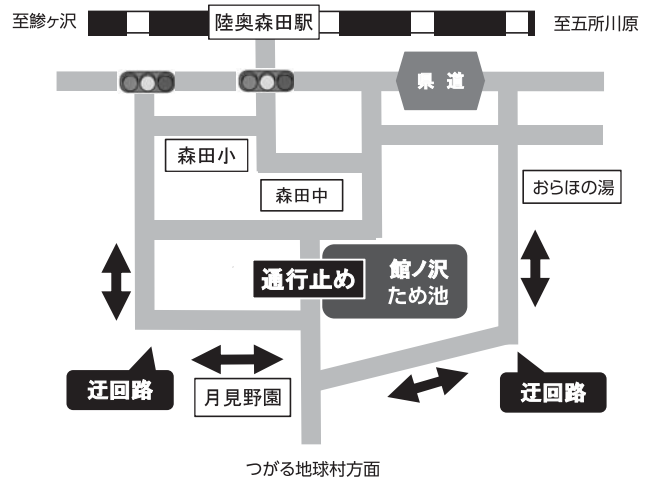 至鰺ヶ沢
陸奥森田駅
至五所川原
県道
森田小
森田中
おらほの湯
通行止め
館ノ沢
ため池
迂回路
月見野園
迂回路
つがる地球村方面